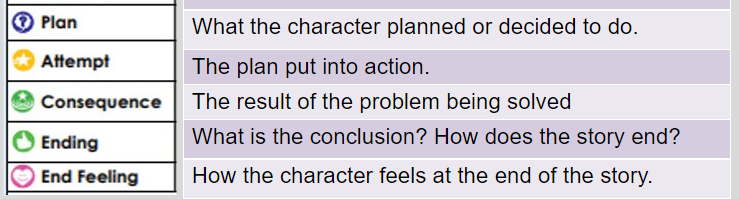 Plan What the character planned or decided to do.
Attempt The plan put into action.
Consequence The result of the problem being solved
Ending What is the conclusion? How does the story end?
End Feeling How the character feels at the end of the story.